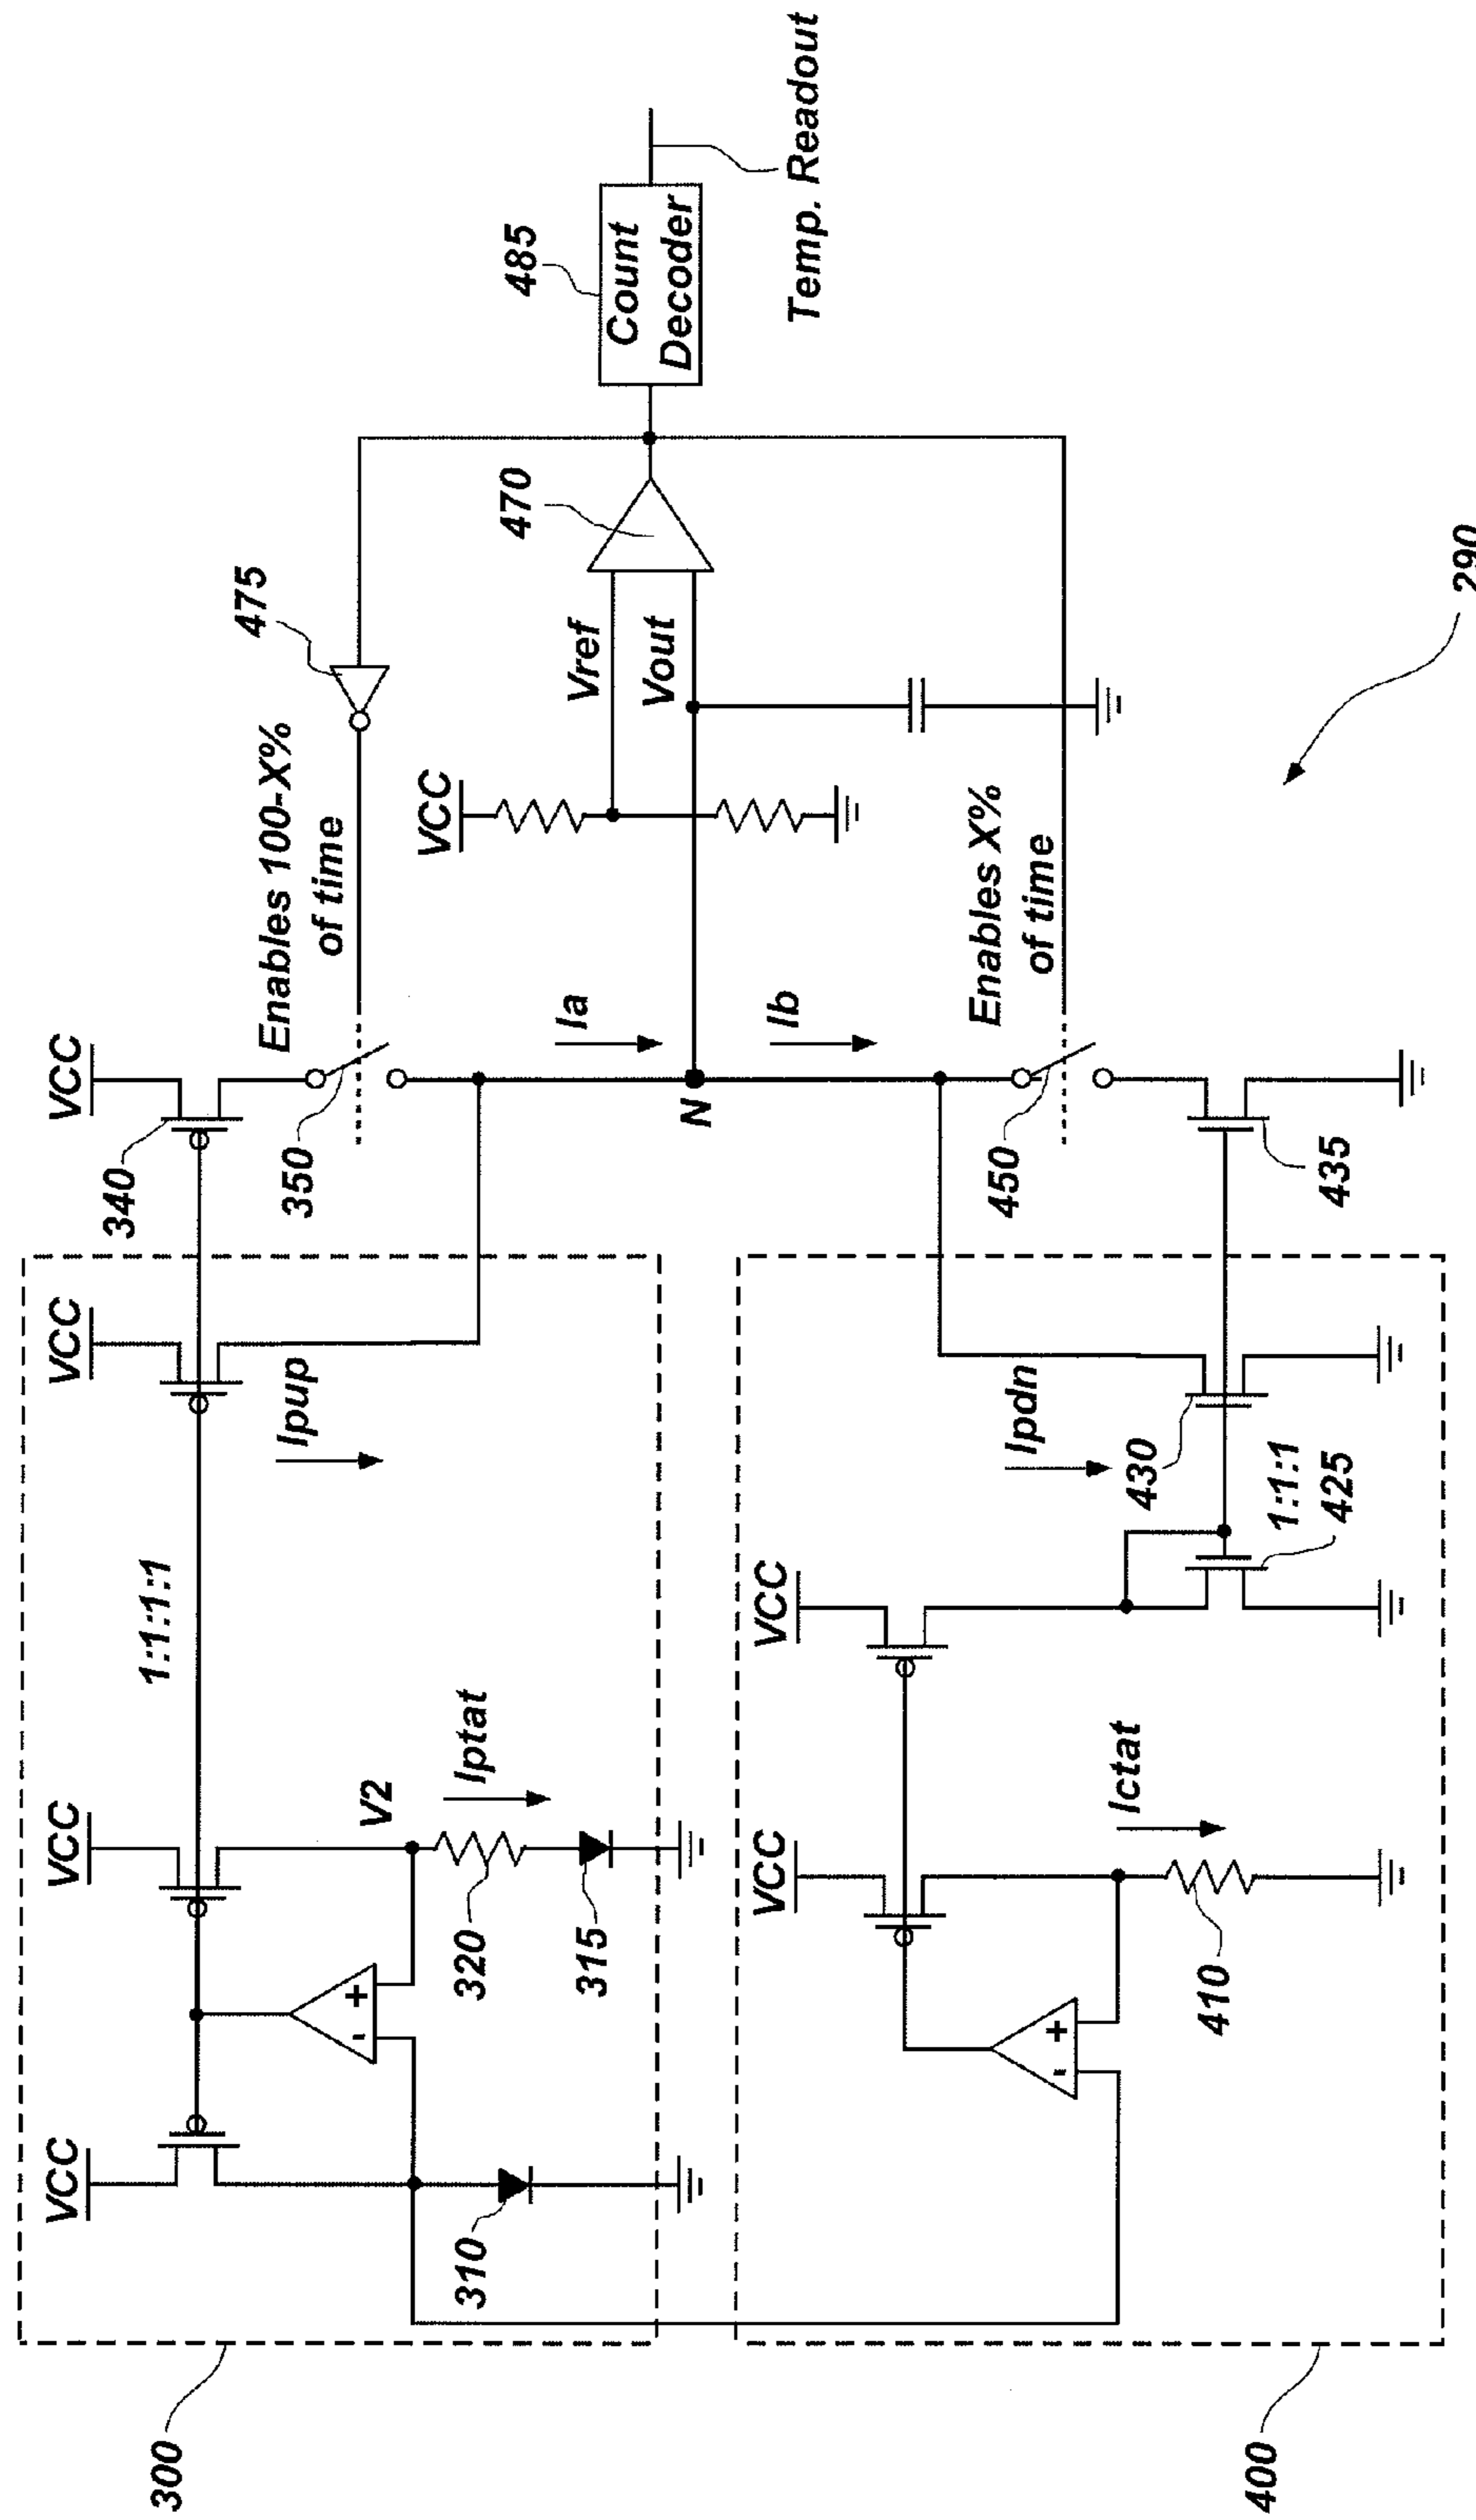 300
VCC
VCC
VCC
VCC
1:1:1:1
340
350
Enables 100-X%
of time
475
310
V2
320
Iptat
315
Ipup
Ia
N
Ib
VCC
Vref
Vout
470
485
Count
Decoder
Temp. Readout
400
VCC
VCC
Ictat
410
Ipdn
430
1:1:1
425
450
435
Enables X%
of time
290
VCC